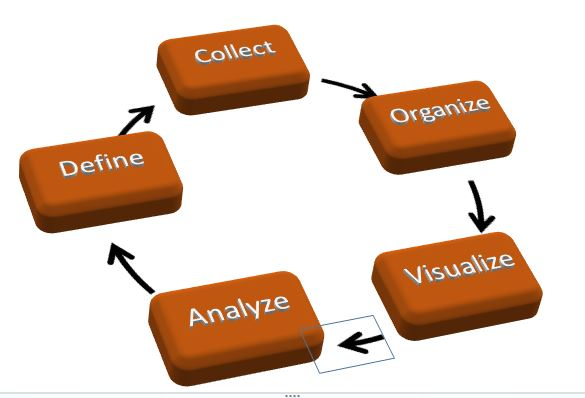 Collect
Organize
Define
Visualize
Analyze